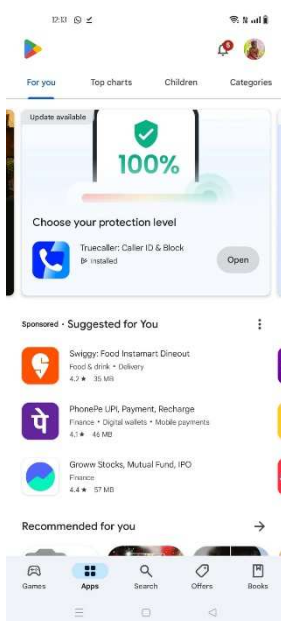 12:13
6
For you Top charts Children Categories
Update available
100%
Choose your protection level
Truecaller: Caller ID & Block
Installed
Open
Sponsored • Suggested for You
Swiggy: Food Instamart Dineout
Food & drink • Delivery
4.2★ 35 MB
पे
PhonePe UPI, Payment, Recharge
Finance • Digital wallets • Mobile payments
4.1★ 46 MB
Groww Stocks, Mutual Fund, IPO
Finance
4.4★ 57 MB
Recommended for you
Games Apps Search Offers Books